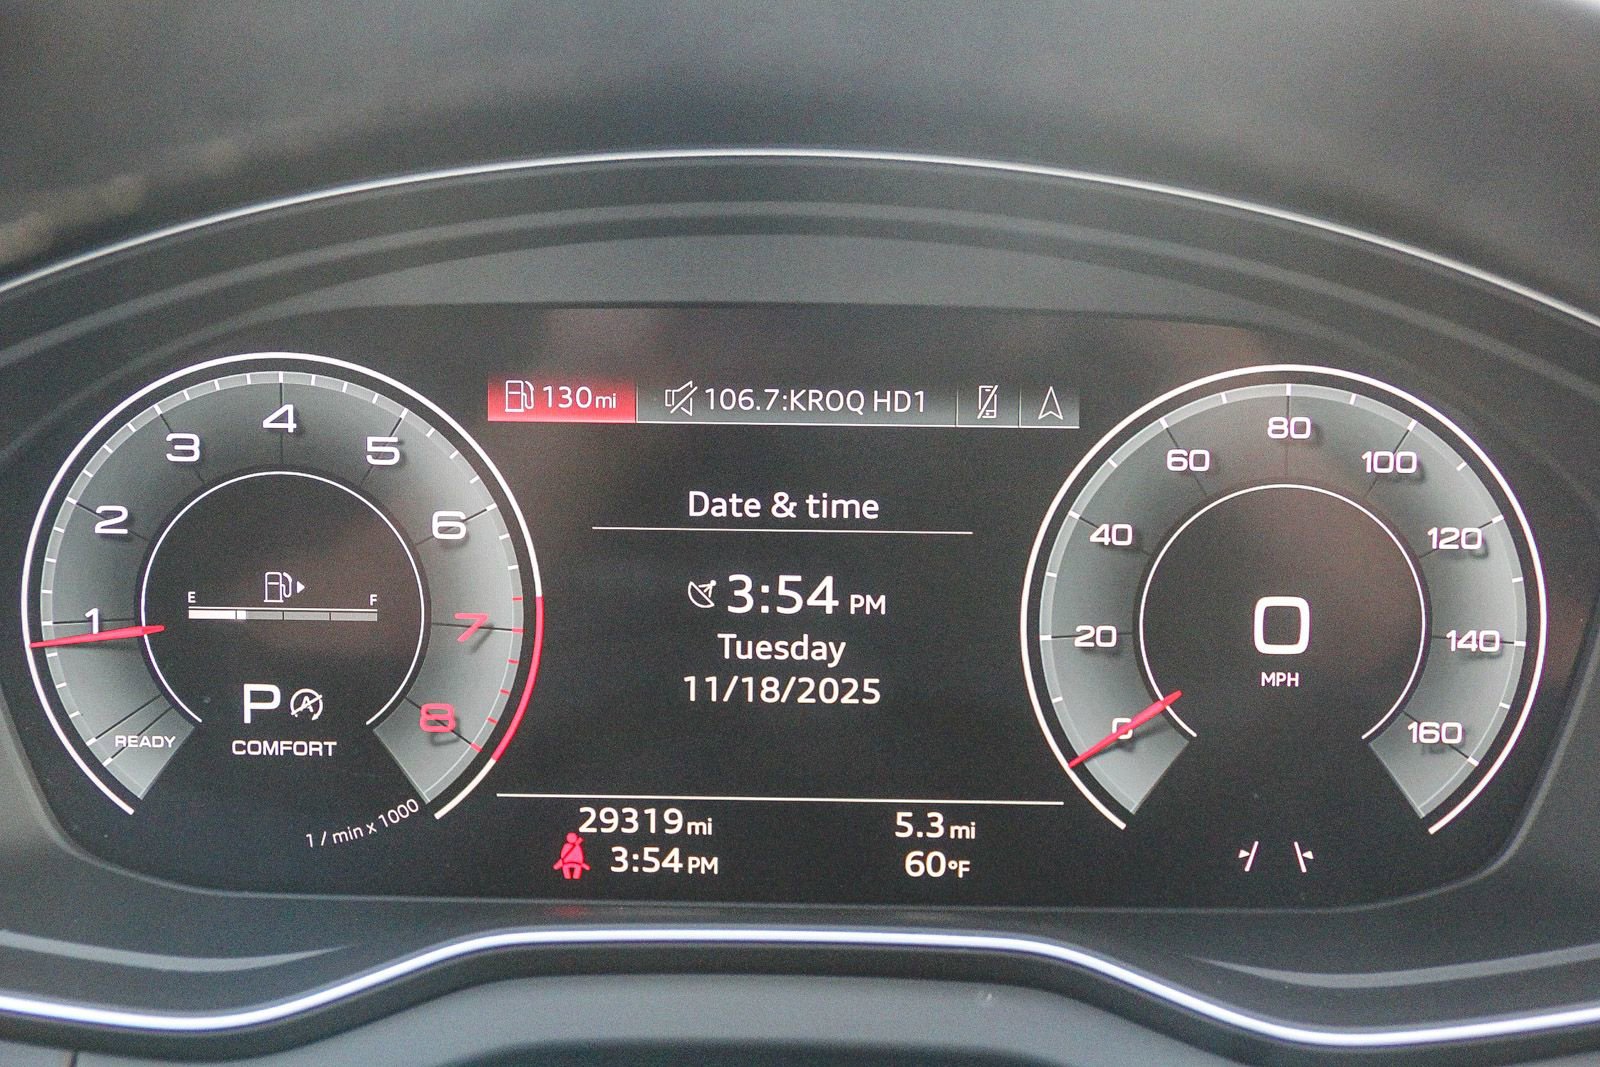 130mi
106.7:KROQ HD1
1
2
3
4
5
6
7
8
E
F
P
A
COMFORT
READY
1 / min x 1000
Date & time
3:54 PM
Tuesday
11/18/2025
29319mi
5.3mi
3:54PM
60°F
0
20
40
60
80
100
120
140
160
0
MPH